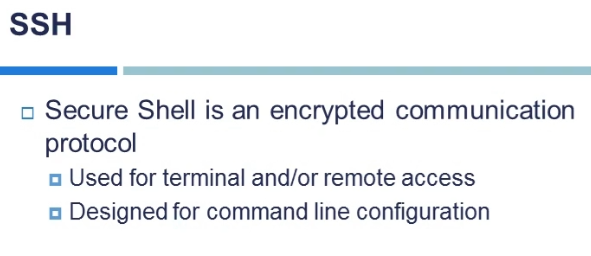 SSH
Secure Shell is an encrypted communication
protocol
Used for terminal and/or remote access
Designed for command line configuration